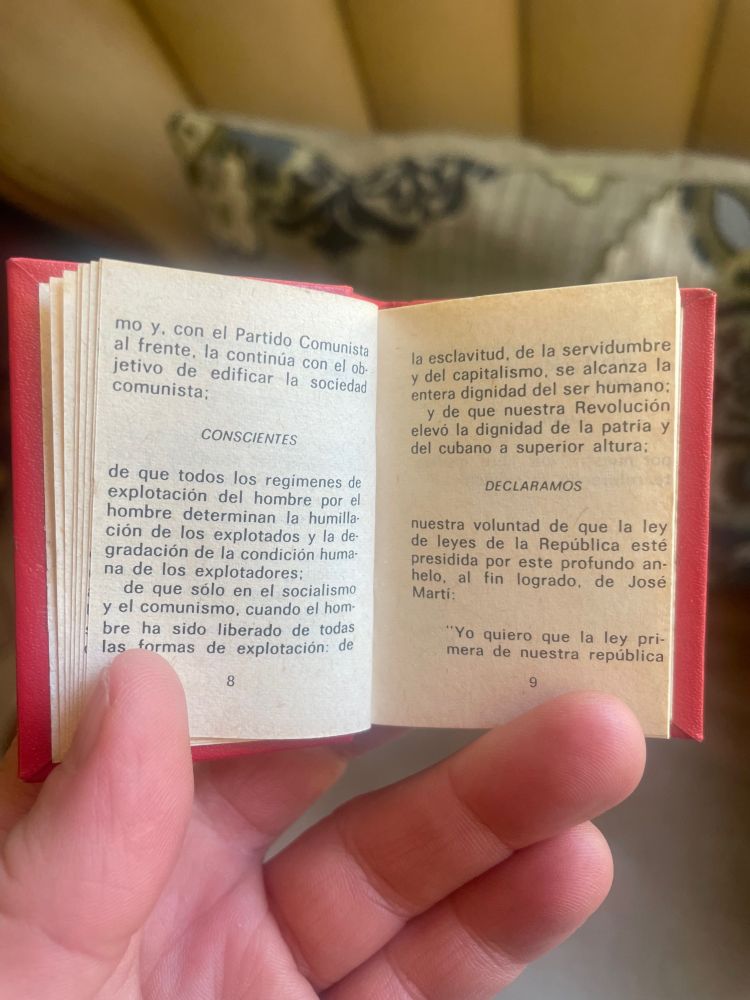 mo y, con el Partido Comunista
al frente, la continúa con el ob-
jetivo de edificar la sociedad
comunista;
CONSCIENTES
de que todos los regímenes de
explotación del hombre por el
hombre determinan la humilla-
ción de los explotados y la de-
gradación de la condición huma-
na de los explotadores;
de que sólo en el socialismo
y el comunismo, cuando el hom-
bre ha sido liberado de todas
las formas de explotación: de
8
la esclavitud, de la servidumbre
y del capitalismo, se alcanza la
entera dignidad del ser humano;
y de que nuestra Revolución
elevó la dignidad de la patria y
del cubano a superior altura;
DECLARAMOS
nuestra voluntad de que la ley
de leyes de la República esté
presidida por este profundo an-
helo, al fin logrado, de José
Martí:
"Yo quiero que la ley pri-
mera de nuestra república
9